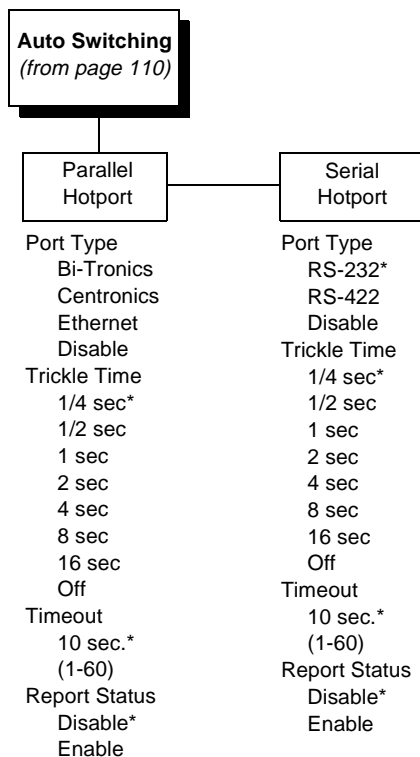 Auto Switching
(from page 110)
Parallel
Hotport
Port Type
Bi-Tronics
Centronics
Ethernet
Disable
Trickle Time
1/4 sec*
1/2 sec
1 sec
2 sec
4 sec
8 sec
16 sec
Off
Timeout
10 sec.*
(1-60)
Report Status
Disable*
Enable
Serial
Hotport
Port Type
RS-232*
RS-422
Disable
Trickle Time
1/4 sec*
1/2 sec
1 sec
2 sec
4 sec
8 sec
16 sec
Off
Timeout
10 sec.*
(1-60)
Report Status
Disable*
Enable